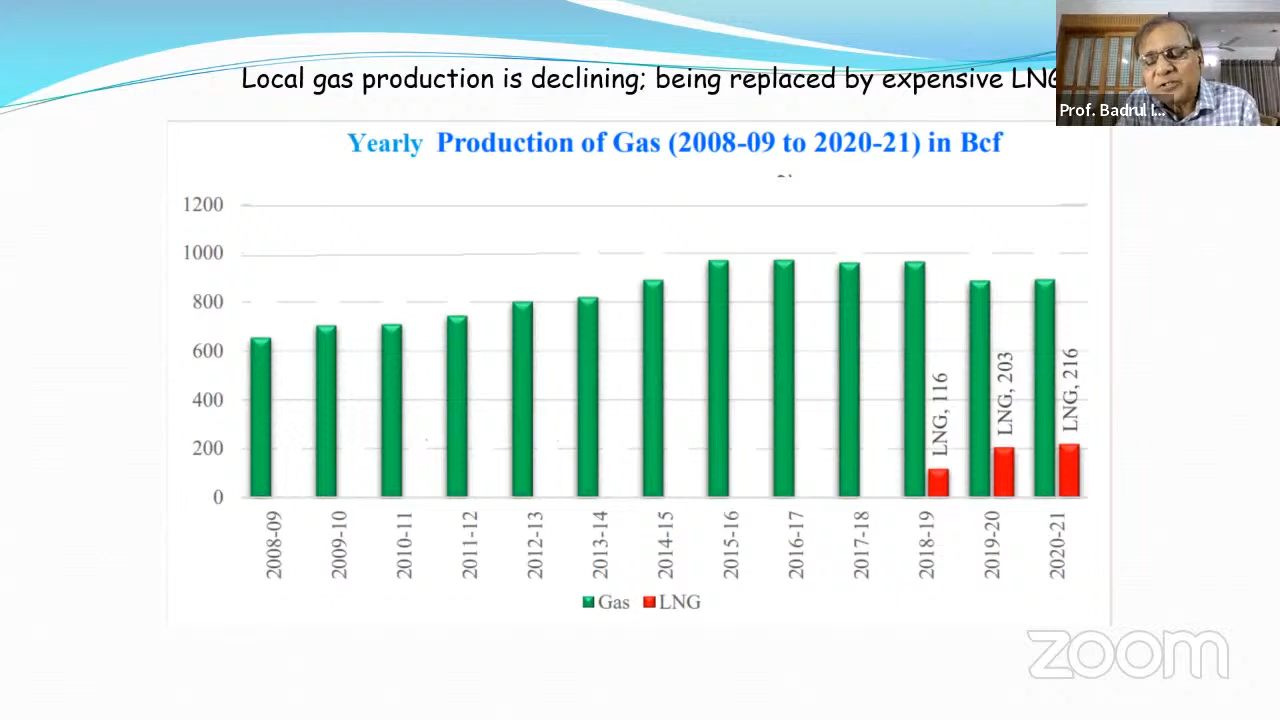 Local gas production is declining; being replaced by expensive LNG
Prof. Badrul I...
Yearly Production of Gas (2008-09 to 2020-21) in Bcf
1200
1000
800
600
400
200
0
LNG, 116
LNG, 203
LNG, 216
2008-09
2009-10
2010-11
2011-12
2012-13
2013-14
2014-15
2015-16
2016-17
2017-18
2018-19
2019-20
2020-21
Gas LNG
zoom